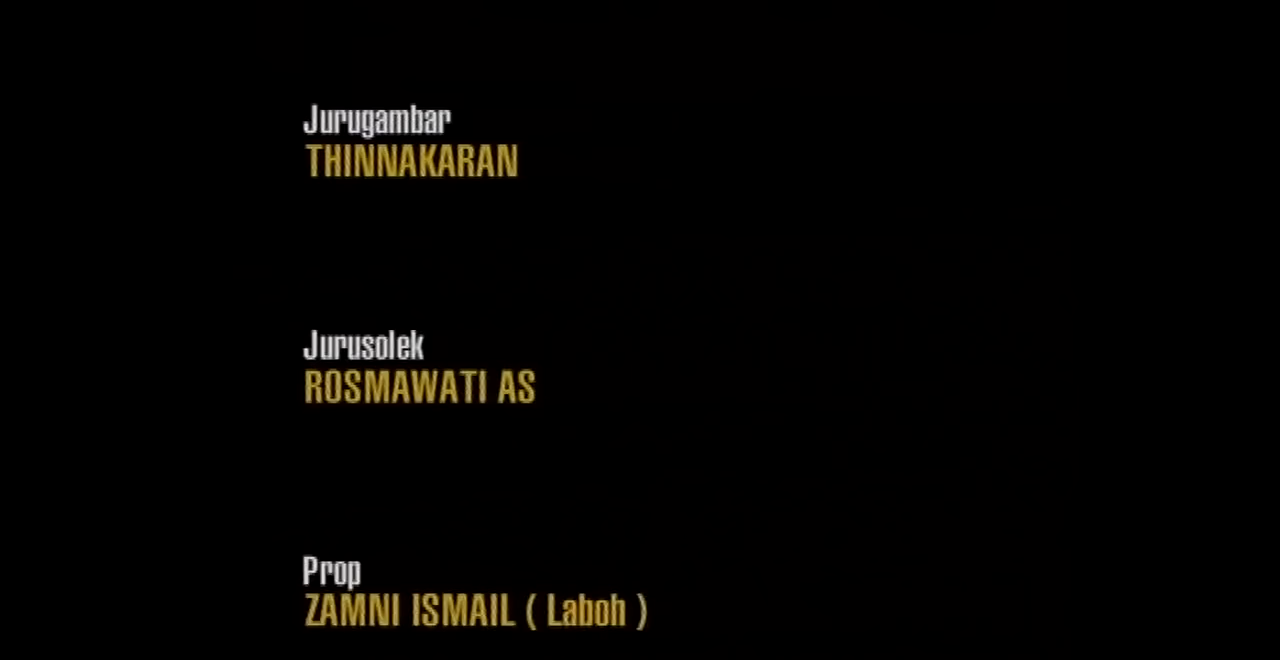 Jurugambar
THINNAKARAN
Jurusolek
ROSMAWATI AS
Prop
ZAMNI ISMAIL ( Laboh )